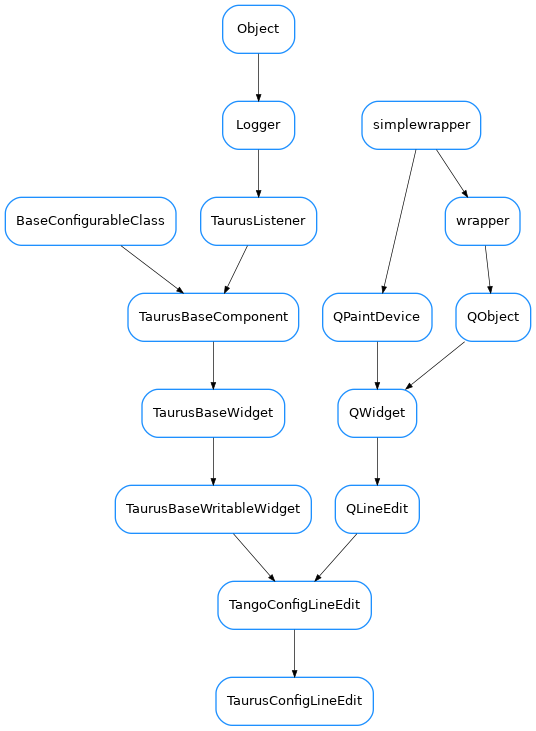 Object
Logger
simplewrapper
BaseConfigurableClass
TaurusListener
wrapper
TaurusBaseComponent
QPaintDevice
QObject
TaurusBaseWidget
QWidget
TaurusBaseWritableWidget
QLineEdit
TangoConfigLineEdit
TaurusConfigLineEdit